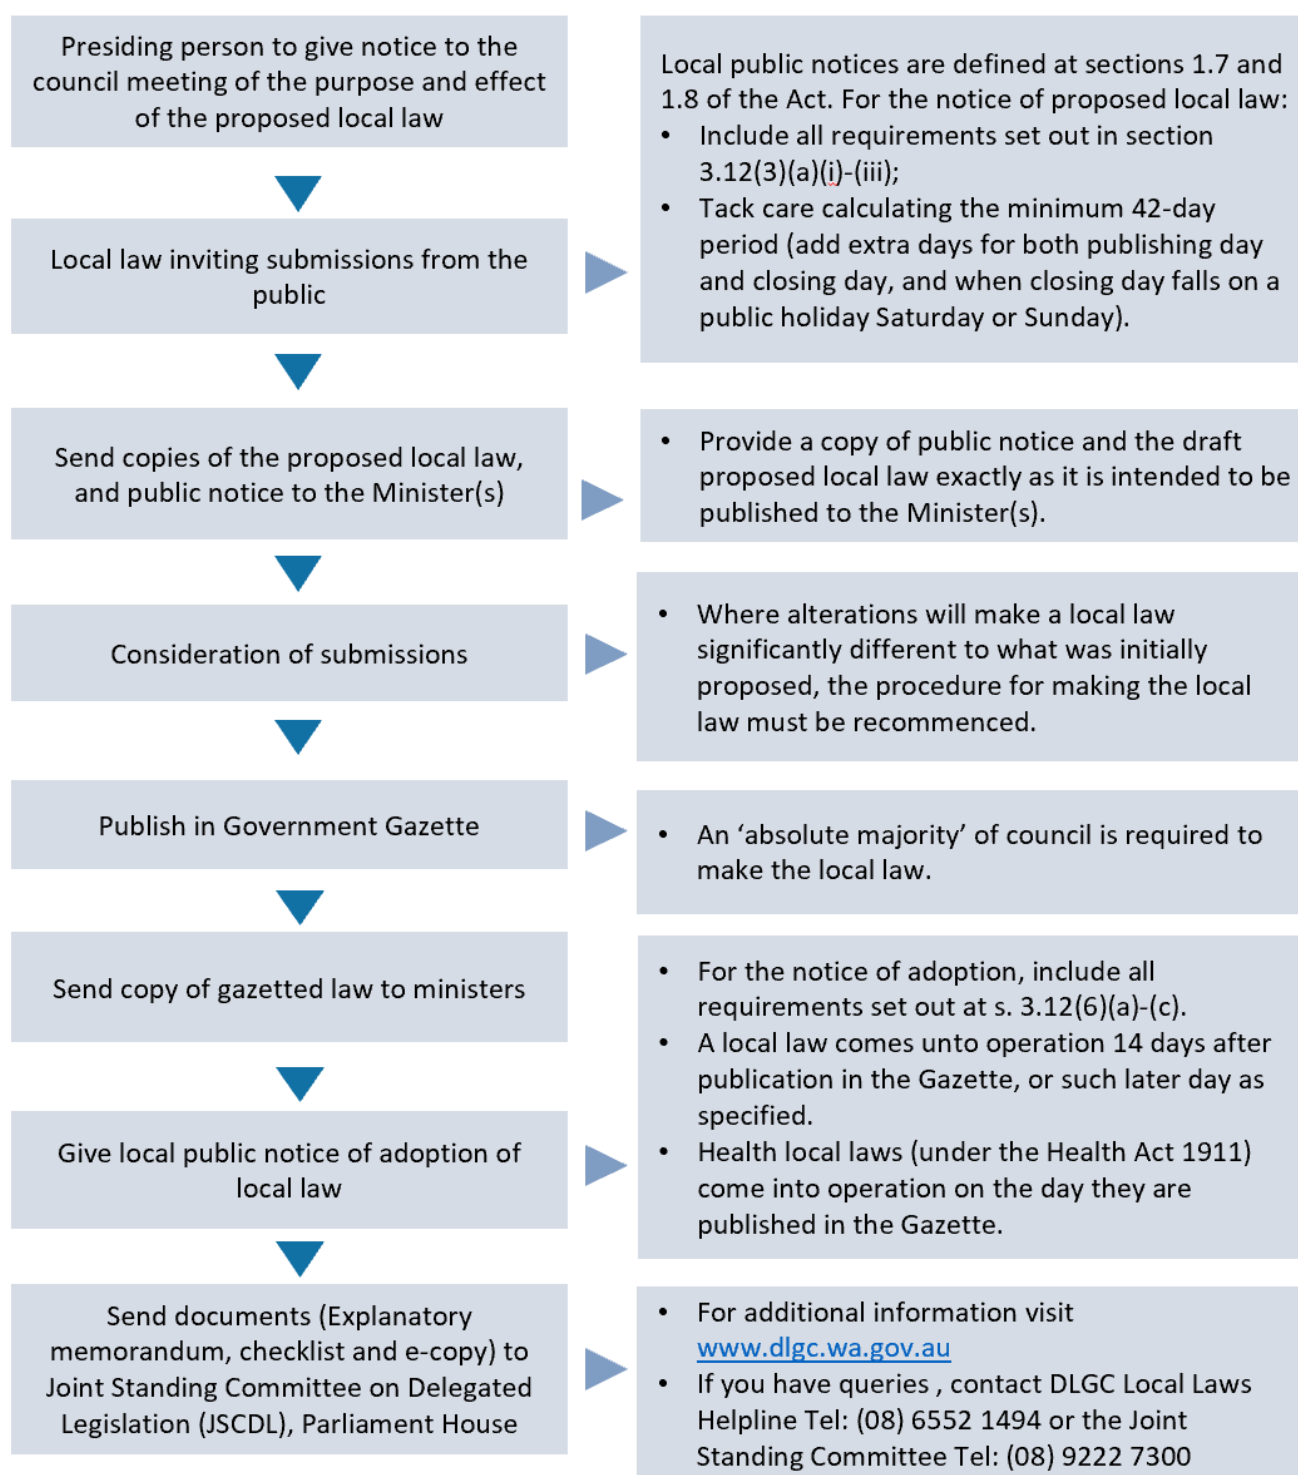 Presiding person to give notice to the
council meeting of the purpose and effect
of the proposed local law
Local public notices are defined at sections 1.7 and
1.8 of the Act. For the notice of proposed local law:
• Include all requirements set out in section
3.12(3)(a)(i)-(iii);
• Tack care calculating the minimum 42-day
period (add extra days for both publishing day
and closing day, and when closing day falls on a
public holiday Saturday or Sunday).
Local law inviting submissions from the
public
Send copies of the proposed local law,
and public notice to the Minister(s)
• Provide a copy of public notice and the draft
proposed local law exactly as it is intended to be
published to the Minister(s).
Consideration of submissions
• Where alterations will make a local law
significantly different to what was initially
proposed, the procedure for making the local
law must be recommenced.
Publish in Government Gazette
• An ‘absolute majority’ of council is required to
make the local law.
Send copy of gazetted law to ministers
• For the notice of adoption, include all
requirements set out at s. 3.12(6)(a)-(c).
• A local law comes unto operation 14 days after
publication in the Gazette, or such later day as
specified.
• Health local laws (under the Health Act 1911)
come into operation on the day they are
published in the Gazette.
Give local public notice of adoption of
local law
Send documents (Explanatory
memorandum, checklist and e-copy) to
Joint Standing Committee on Delegated
Legislation (JSCDL), Parliament House
• For additional information visit
www.dlgc.wa.gov.au
• If you have queries , contact DLGC Local Laws
Helpline Tel: (08) 6552 1494 or the Joint
Standing Committee Tel: (08) 9222 7300